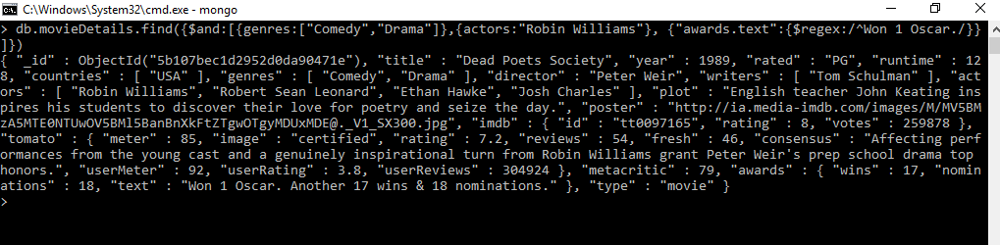 C:\Windows\System32\cmd.exe - mongo
> db.movieDetails.find({$and:[{genres:["Comedy","Drama"]},{actors:"Robin Williams"}, {"awards.text":{$regex:/^Won 1 Oscar./}}
]})
{ "_id" : ObjectId("5b107bec1d2952d0da90471e"), "title" : "Dead Poets Society", "year" : 1989, "rated" : "PG", "runtime" : 12
8, "countries" : [ "USA" ], "genres" : [ "Comedy", "Drama" ], "director" : "Peter Weir", "writers" : [ "Tom Schulman" ], "act
ors" : [ "Robin Williams", "Robert Sean Leonard", "Ethan Hawke", "Josh Charles" ], "plot" : "English teacher John Keating ins
pires his students to discover their love for poetry and seize the day.", "poster" : "http://ia.media-imdb.com/images/M/MV5BM
zA5MTE0NTUwOV5BMl5BanBnXkFtZTgwOTgyMDUxMDE@._V1_SX300.jpg", "imdb" : { "id" : "tt0097165", "rating" : 8, "votes" : 259878 },
"tomato" : { "meter" : 85, "image" : "certified", "rating" : 7.2, "reviews" : 54, "fresh" : 46, "consensus" : "Affecting perf
ormances from the young cast and a genuinely inspirational turn from Robin Williams grant Peter Weir's prep school drama top
honors.", "userMeter" : 92, "userRating" : 3.8, "userReviews" : 304924 }, "metacritic" : 79, "awards" : { "wins" : 17, "nomin
ations" : 18, "text" : "Won 1 Oscar. Another 17 wins & 18 nominations." }, "type" : "movie" }
>